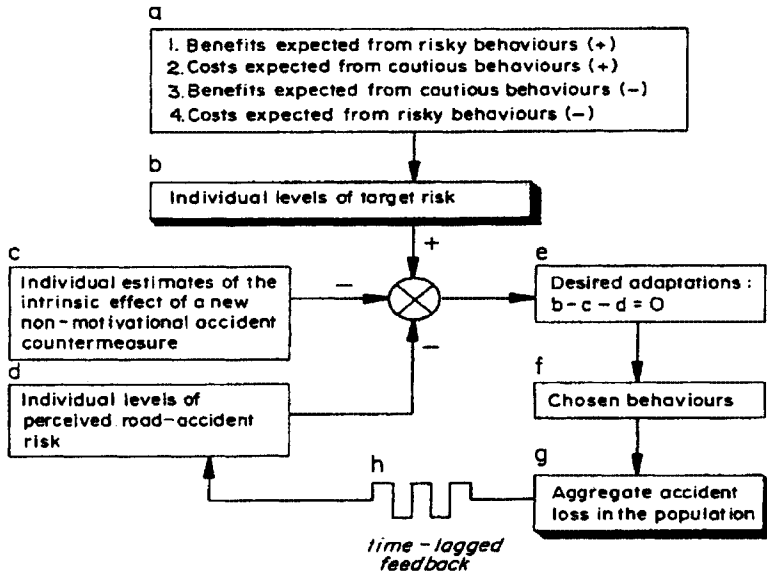 a
1. Benefits expected from risky behaviours (+)
2. Costs expected from cautious behaviours (+)
3. Benefits expected from cautious behaviours (-)
4. Costs expected from risky behaviours (-)
b
Individual levels of target risk
+
c
Individual estimates of the
intrinsic effect of a new
non-motivational accident
countermeasure
-
e
Desired adaptations :
b-c-d = 0
-
d
Individual levels of
perceived road-accident
risk
f
Chosen behaviours
g
Aggregate accident
loss in the population
h
time-lagged
feedback